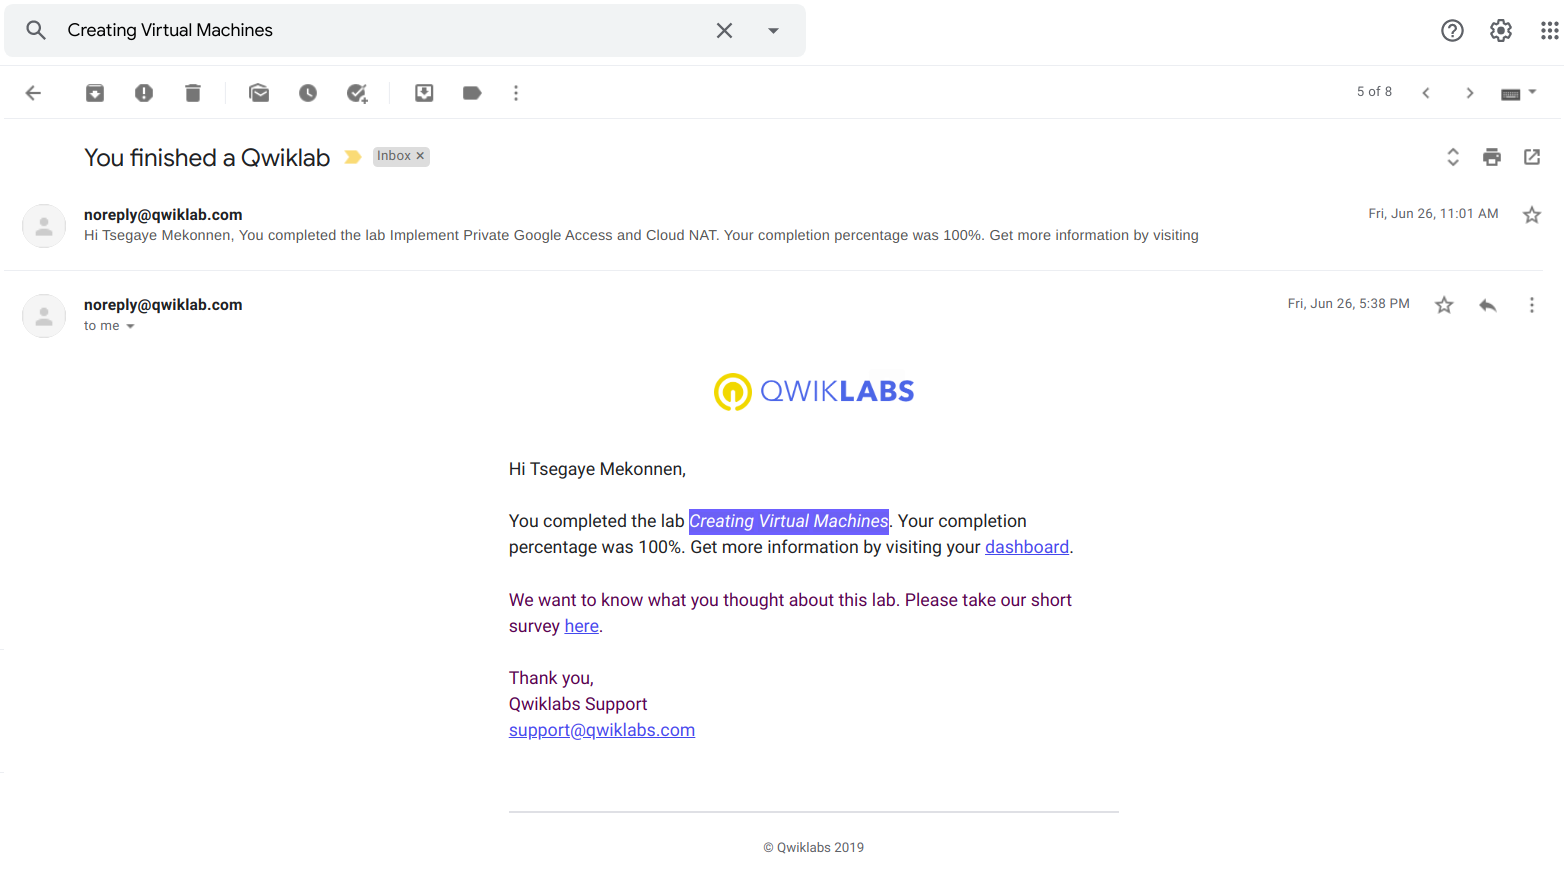 Creating Virtual Machines
5 of 8
You finished a Qwiklab
Inbox ×
noreply@qwiklab.com
Fri, Jun 26, 11:01 AM
Hi Tsegaye Mekonnen, You completed the lab Implement Private Google Access and Cloud NAT. Your completion percentage was 100%. Get more information by visiting
noreply@qwiklab.com
Fri, Jun 26, 5:38 PM
to me
QWIKLABS
Hi Tsegaye Mekonnen,
You completed the lab Creating Virtual Machines. Your completion
percentage was 100%. Get more information by visiting your dashboard.
We want to know what you thought about this lab. Please take our short
survey here.
Thank you,
Qwiklabs Support
support@qwiklabs.com
© Qwiklabs 2019